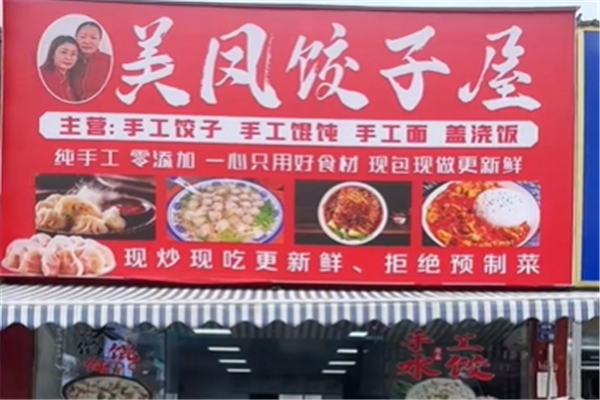 美凤饺子屋
主营:手工饺子 手工馄饨 手工面 盖浇饭
纯手工 零添加 一心只用好食材 现包现做更新鲜
现炒现吃更新鲜、拒绝预制菜
手工
水饺